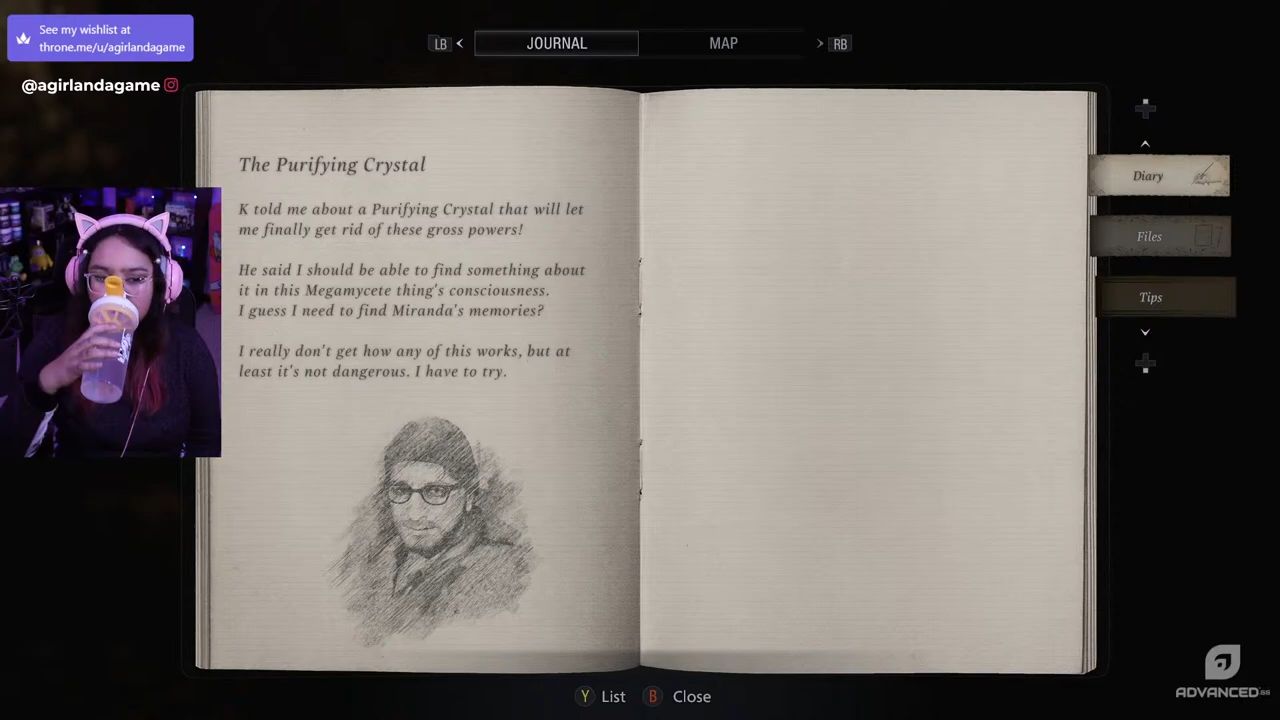 See my wishlist at
throne.me/u/agirlandagame
@agirlandagame
LB
JOURNAL
MAP
RB
The Purifying Crystal
K told me about a Purifying Crystal that will let
me finally get rid of these gross powers!
He said I should be able to find something about
it in this Megamycete thing's consciousness.
I guess I need to find Miranda's memories?
I really don't get how any of this works, but at
least it's not dangerous. I have to try.
Diary
Files
Tips
Y List
B Close
ADVANCED